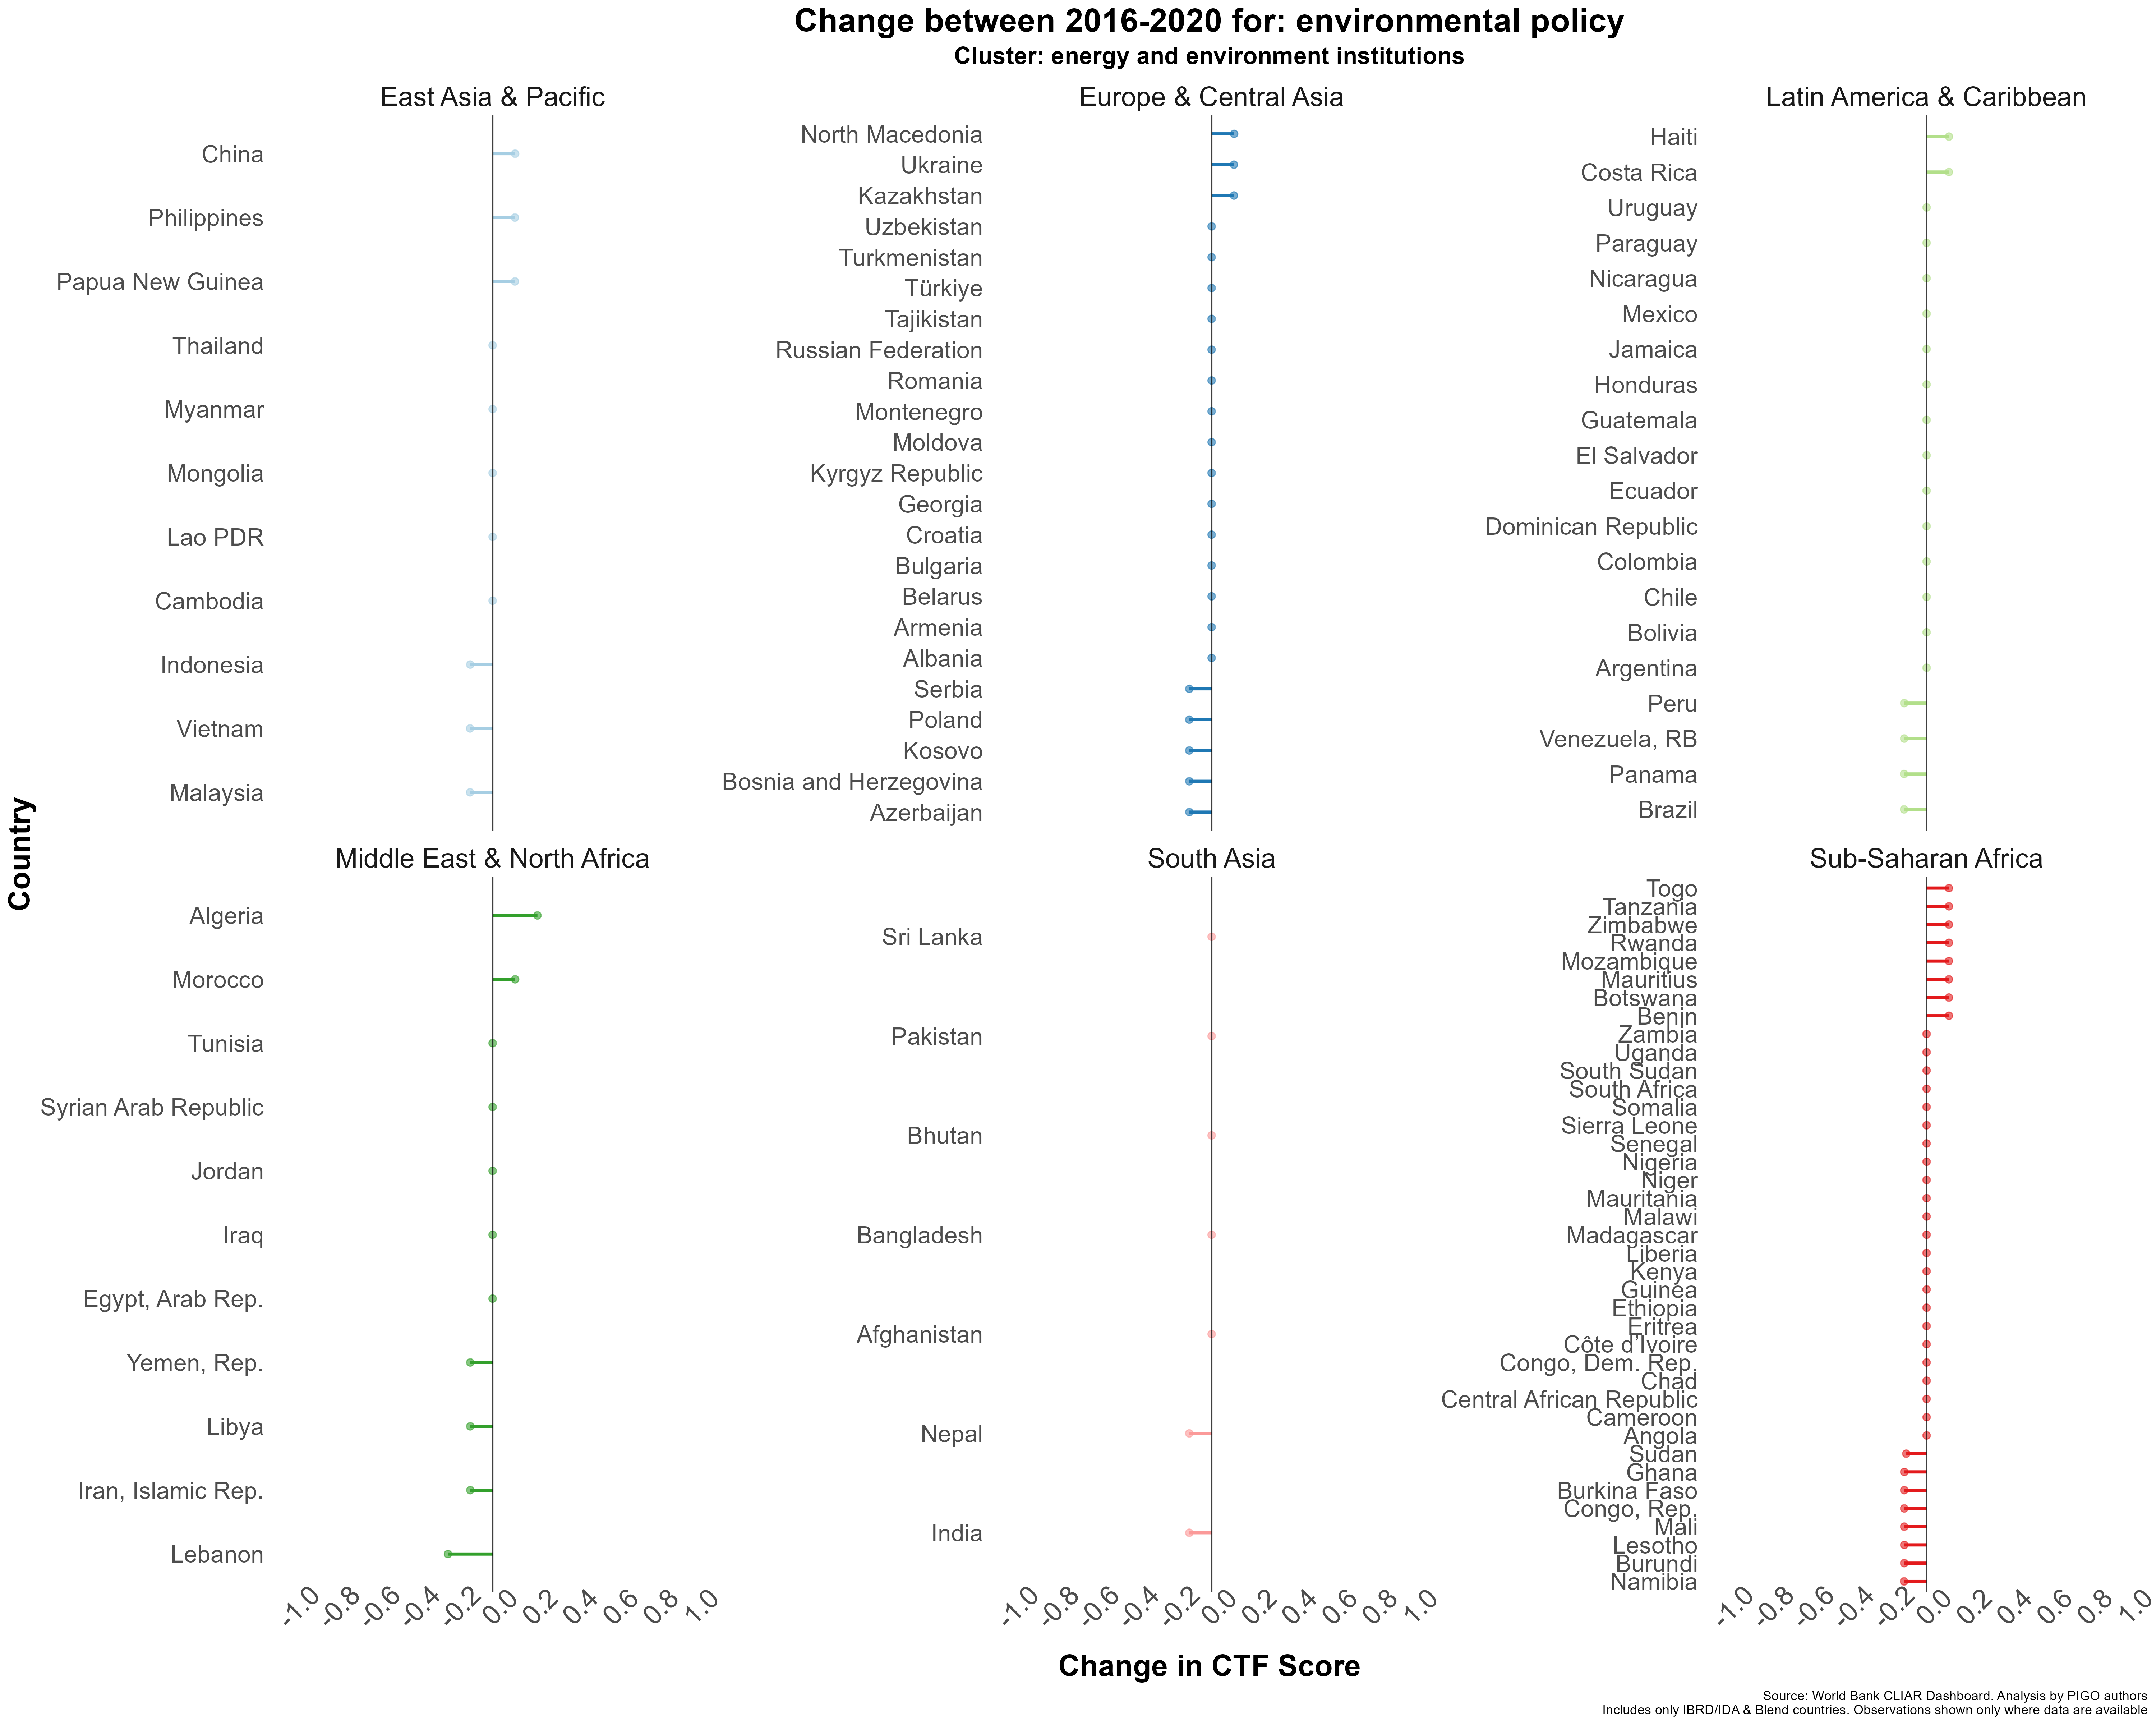 Change between 2016-2020 for: environmental policy
Cluster: energy and environment institutions
East Asia & Pacific
China
Philippines
Papua New Guinea
Thailand
Myanmar
Mongolia
Lao PDR
Cambodia
Indonesia
Vietnam
Malaysia
Europe & Central Asia
North Macedonia
Ukraine
Kazakhstan
Uzbekistan
Turkmenistan
Türkiye
Tajikistan
Russian Federation
Romania
Montenegro
Moldova
Kyrgyz Republic
Georgia
Croatia
Bulgaria
Belarus
Armenia
Albania
Serbia
Poland
Kosovo
Bosnia and Herzegovina
Azerbaijan
Latin America & Caribbean
Haiti
Costa Rica
Uruguay
Paraguay
Nicaragua
Mexico
Jamaica
Honduras
Guatemala
El Salvador
Ecuador
Dominican Republic
Colombia
Chile
Bolivia
Argentina
Peru
Venezuela, RB
Panama
Brazil
Country
Middle East & North Africa
Algeria
Morocco
Tunisia
Syrian Arab Republic
Jordan
Iraq
Egypt, Arab Rep.
Yemen, Rep.
Libya
Iran, Islamic Rep.
Lebanon
-1.0 -0.8 -0.6 -0.4 -0.2 0.0 0.2 0.4 0.6 0.8 1.0
South Asia
Sri Lanka
Pakistan
Bhutan
Bangladesh
Afghanistan
Nepal
India
-1.0 -0.8 -0.6 -0.4 -0.2 0.0 0.2 0.4 0.6 0.8 1.0
Sub-Saharan Africa
Togo
Tanzania
Zimbabwe
Rwanda
Mozambique
Mauritius
Botswana
Benin
Zambia
Uganda
South Sudan
South Africa
Somalia
Sierra Leone
Senegal
Nigeria
Niger
Mauritania
Malawi
Madagascar
Liberia
Kenya
Guinea
Ethiopia
Eritrea
Côte d'Ivoire
Congo, Dem. Rep.
Chad
Central African Republic
Cameroon
Angola
Sudan
Ghana
Burkina Faso
Congo, Rep.
Mali
Lesotho
Burundi
Namibia
-1.0 -0.8 -0.6 -0.4 -0.2 0.0 0.2 0.4 0.6 0.8 1.0
Change in CTF Score
Source: World Bank CLIAR Dashboard. Analysis by PIGO authors
Includes only IBRD/IDA & Blend countries. Observations shown only where data are available